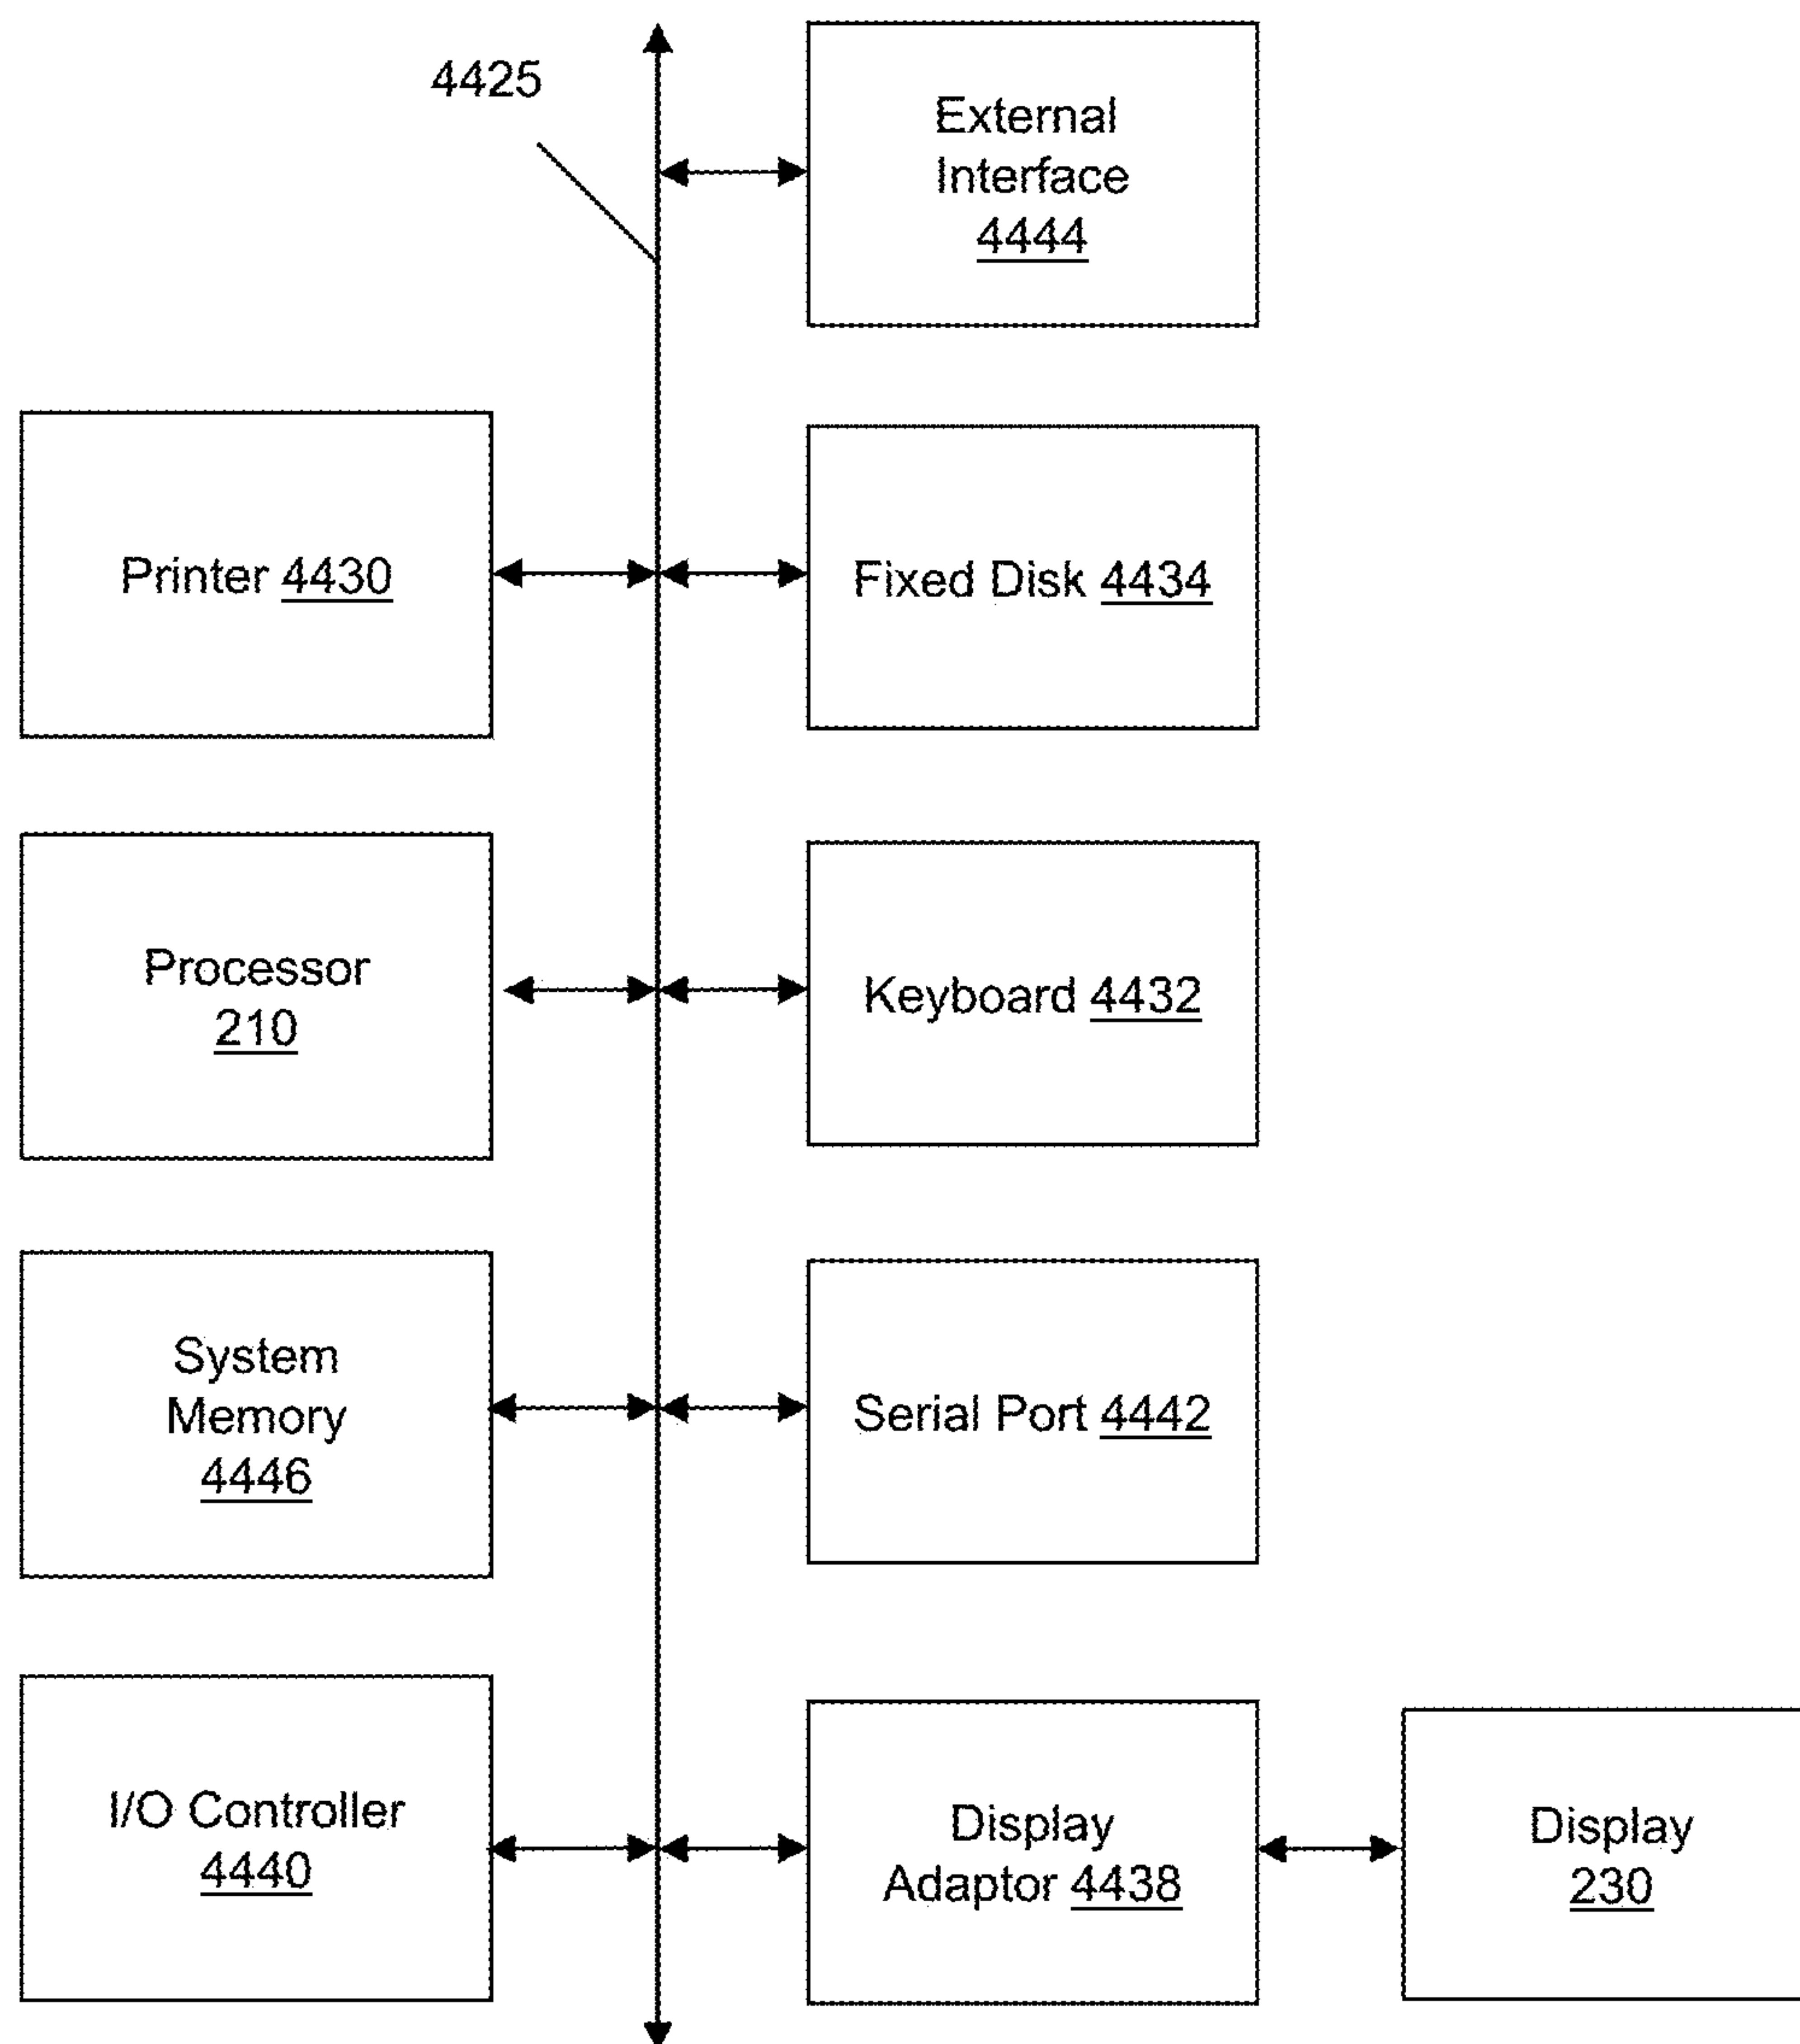 4425
External
Interface
4444
Printer 4430
Fixed Disk 4434
Processor
210
Keyboard 4432
System
Memory
4446
Serial Port 4442
I/O Controller
4440
Display
Adaptor 4438
Display
230